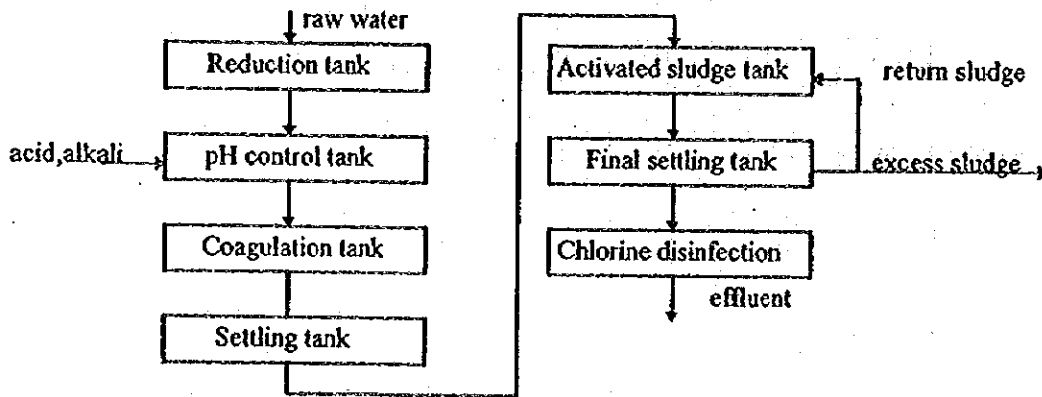 raw water
Reduction tank
acid,alkali
pH control tank
Coagulation tank
Settling tank
Activated sludge tank
return sludge
Final settling tank
excess sludge
Chlorine disinfection
effluent